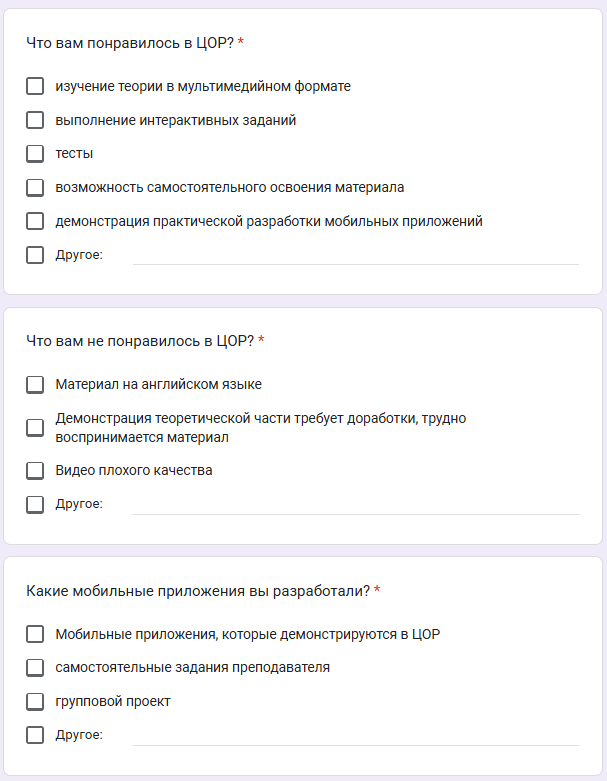 Что вам понравилось в ЦОР? *
изучение теории в мультимедийном формате
выполнение интерактивных заданий
тесты
возможность самостоятельного освоения материала
демонстрация практической разработки мобильных приложений
Другое:
Что вам не понравилось в ЦОР? *
Материал на английском языке
Демонстрация теоретической части требует доработки, трудно
воспринимается материал
Видео плохого качества
Другое:
Какие мобильные приложения вы разработали? *
Мобильные приложения, которые демонстрируются в ЦОР
самостоятельные задания преподавателя
групповой проект
Другое: